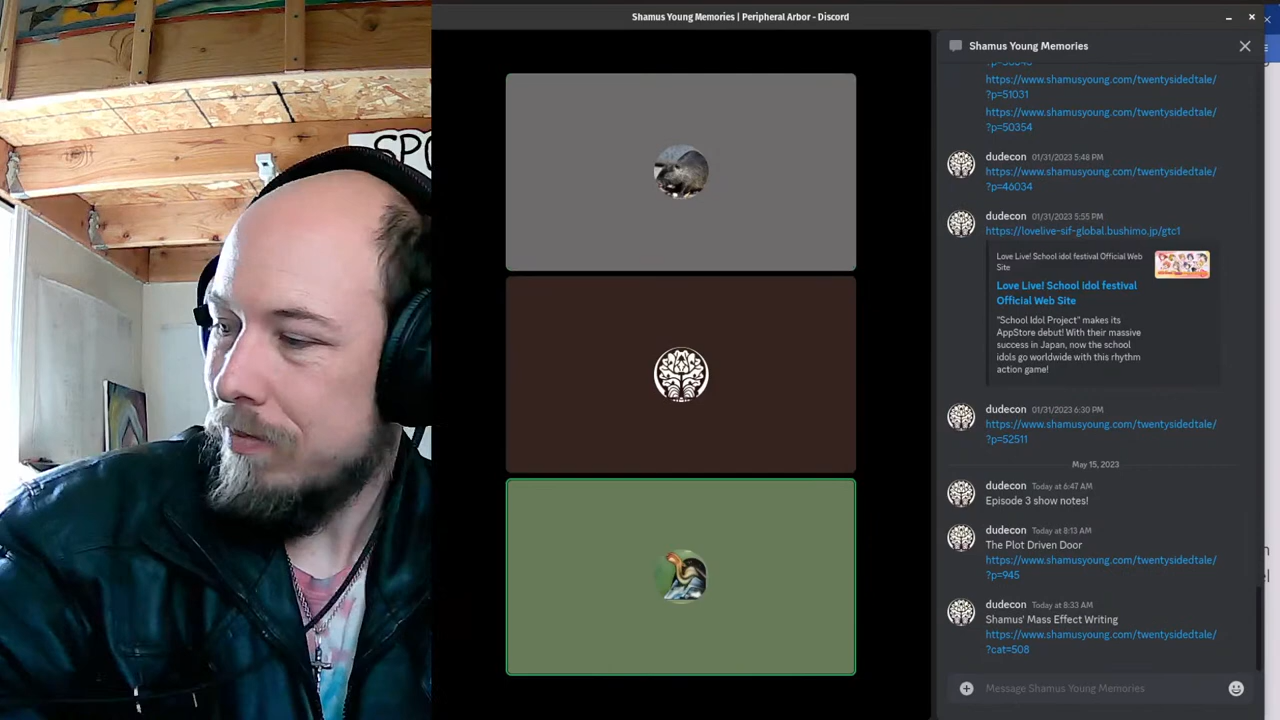 Shamus Young Memories | Peripheral Arbor - Discord
SPO
Shamus Young Memories
https://www.shamusyoung.com/twentysidedtale/
?p=51031
https://www.shamusyoung.com/twentysidedtale/
?p=50354
dudecon 01/31/2023 5:48 PM
https://www.shamusyoung.com/twentysidedtale/
?p=46034
dudecon 01/31/2023 5:55 PM
https://lovelive-sif-global.bushimo.jp/gtc1
Love Live! School idol festival Official Web
Site
Love Live! School idol festival
Official Web Site
"School Idol Project" makes its
AppStore debut! With their massive
success in Japan, now the school
idols go worldwide with this rhythm
action game!
dudecon 01/31/2023 6:30 PM
https://www.shamusyoung.com/twentysidedtale/
?p=52511
May 15, 2023
dudecon Today at 6:47 AM
Episode 3 show notes!
dudecon Today at 8:13 AM
The Plot Driven Door
https://www.shamusyoung.com/twentysidedtale/
?p=945
dudecon Today at 8:33 AM
Shamus' Mass Effect Writing
https://www.shamusyoung.com/twentysidedtale/
?cat=508
Message Shamus Young Memories